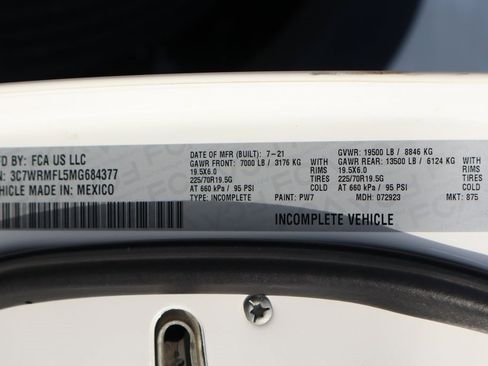 MFD BY: FCA US LLC DATE OF MFR (BUILT): 7-21 GVWR: 19500 LB / 8846 KG
N: 3C7WRMFL5MG684377 GAWR FRONT: 7000 LB / 3176 KG WITH GAWR REAR: 13500 LB / 6124 KG WITH
19.5X6.0 RIMS 19.5X6.0 RIMS
VEHICLE MADE IN: MEXICO 225/70R19.5G TIRES 225/70R19.5G TIRES
AT 660 kPa / 95 PSI COLD AT 660 kPa / 95 PSI COLD
TYPE: INCOMPLETE PAINT: PW7 MDH: 072923 MKT: 875
INCOMPLETE VEHICLE